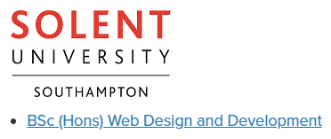 SOLENT
UNIVERSITY
SOUTHAMPTON
• BSc (Hons) Web Design and Development